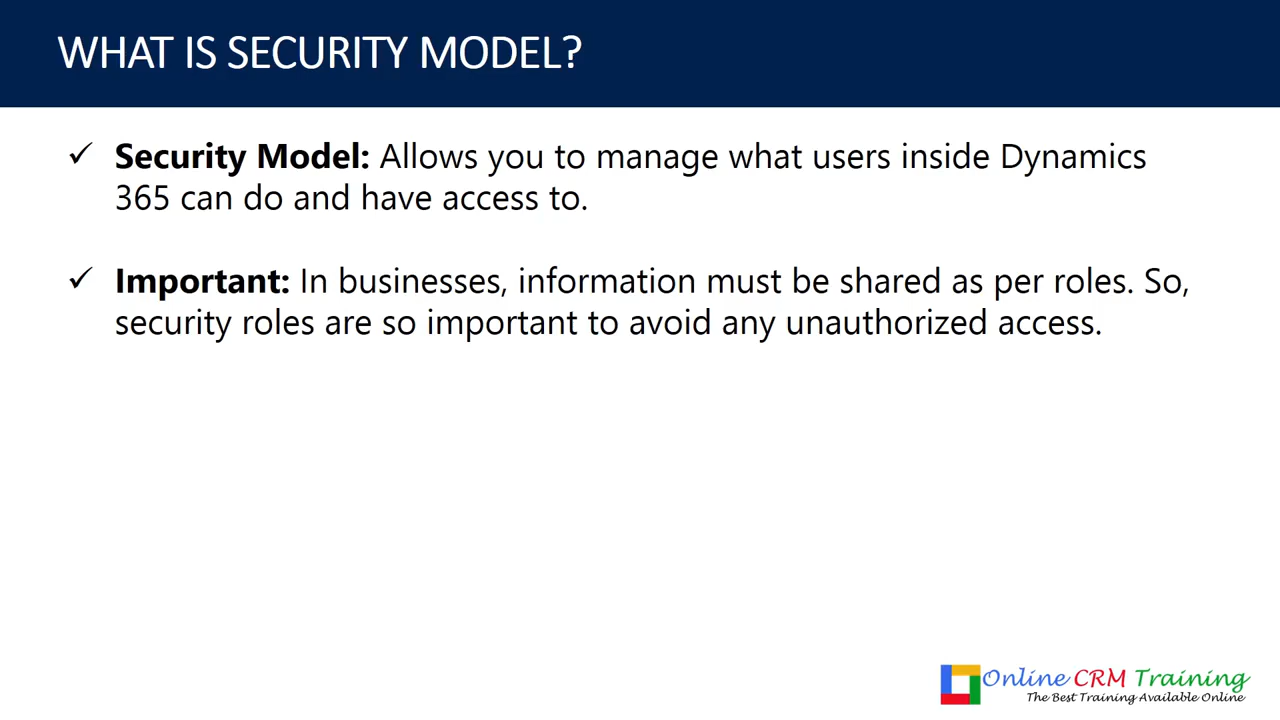 WHAT IS SECURITY MODEL?
✓ Security Model: Allows you to manage what users inside Dynamics
365 can do and have access to.
✓ Important: In businesses, information must be shared as per roles. So,
security roles are so important to avoid any unauthorized access.
Online CRM Training
The Best Training Available Online